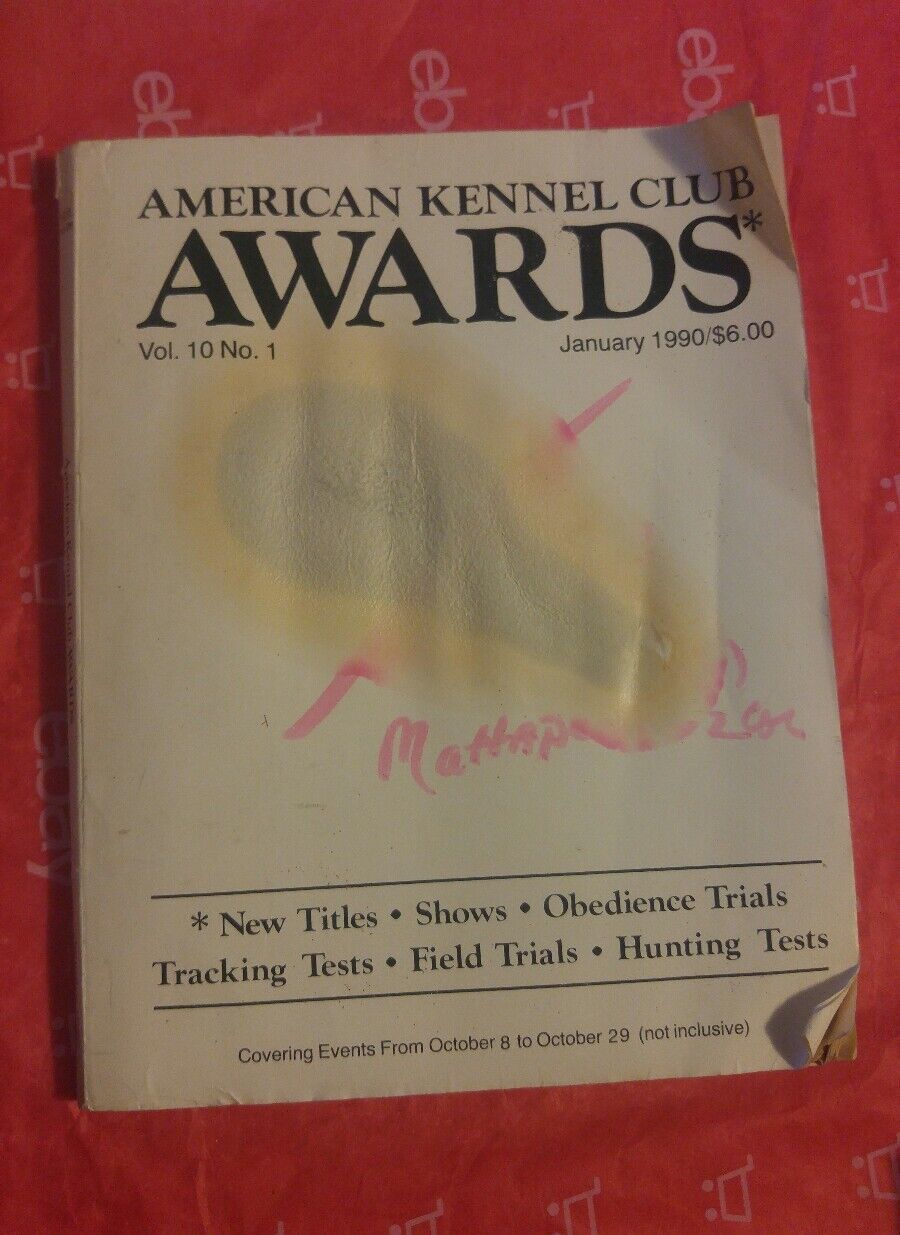 AMERICAN KENNEL CLUB
AWARDS*
Vol. 10 No. 1
January 1990/$6.00
* New Titles • Shows • Obedience Trials
Tracking Tests • Field Trials • Hunting Tests
Covering Events From October 8 to October 29 (not inclusive)
ebay